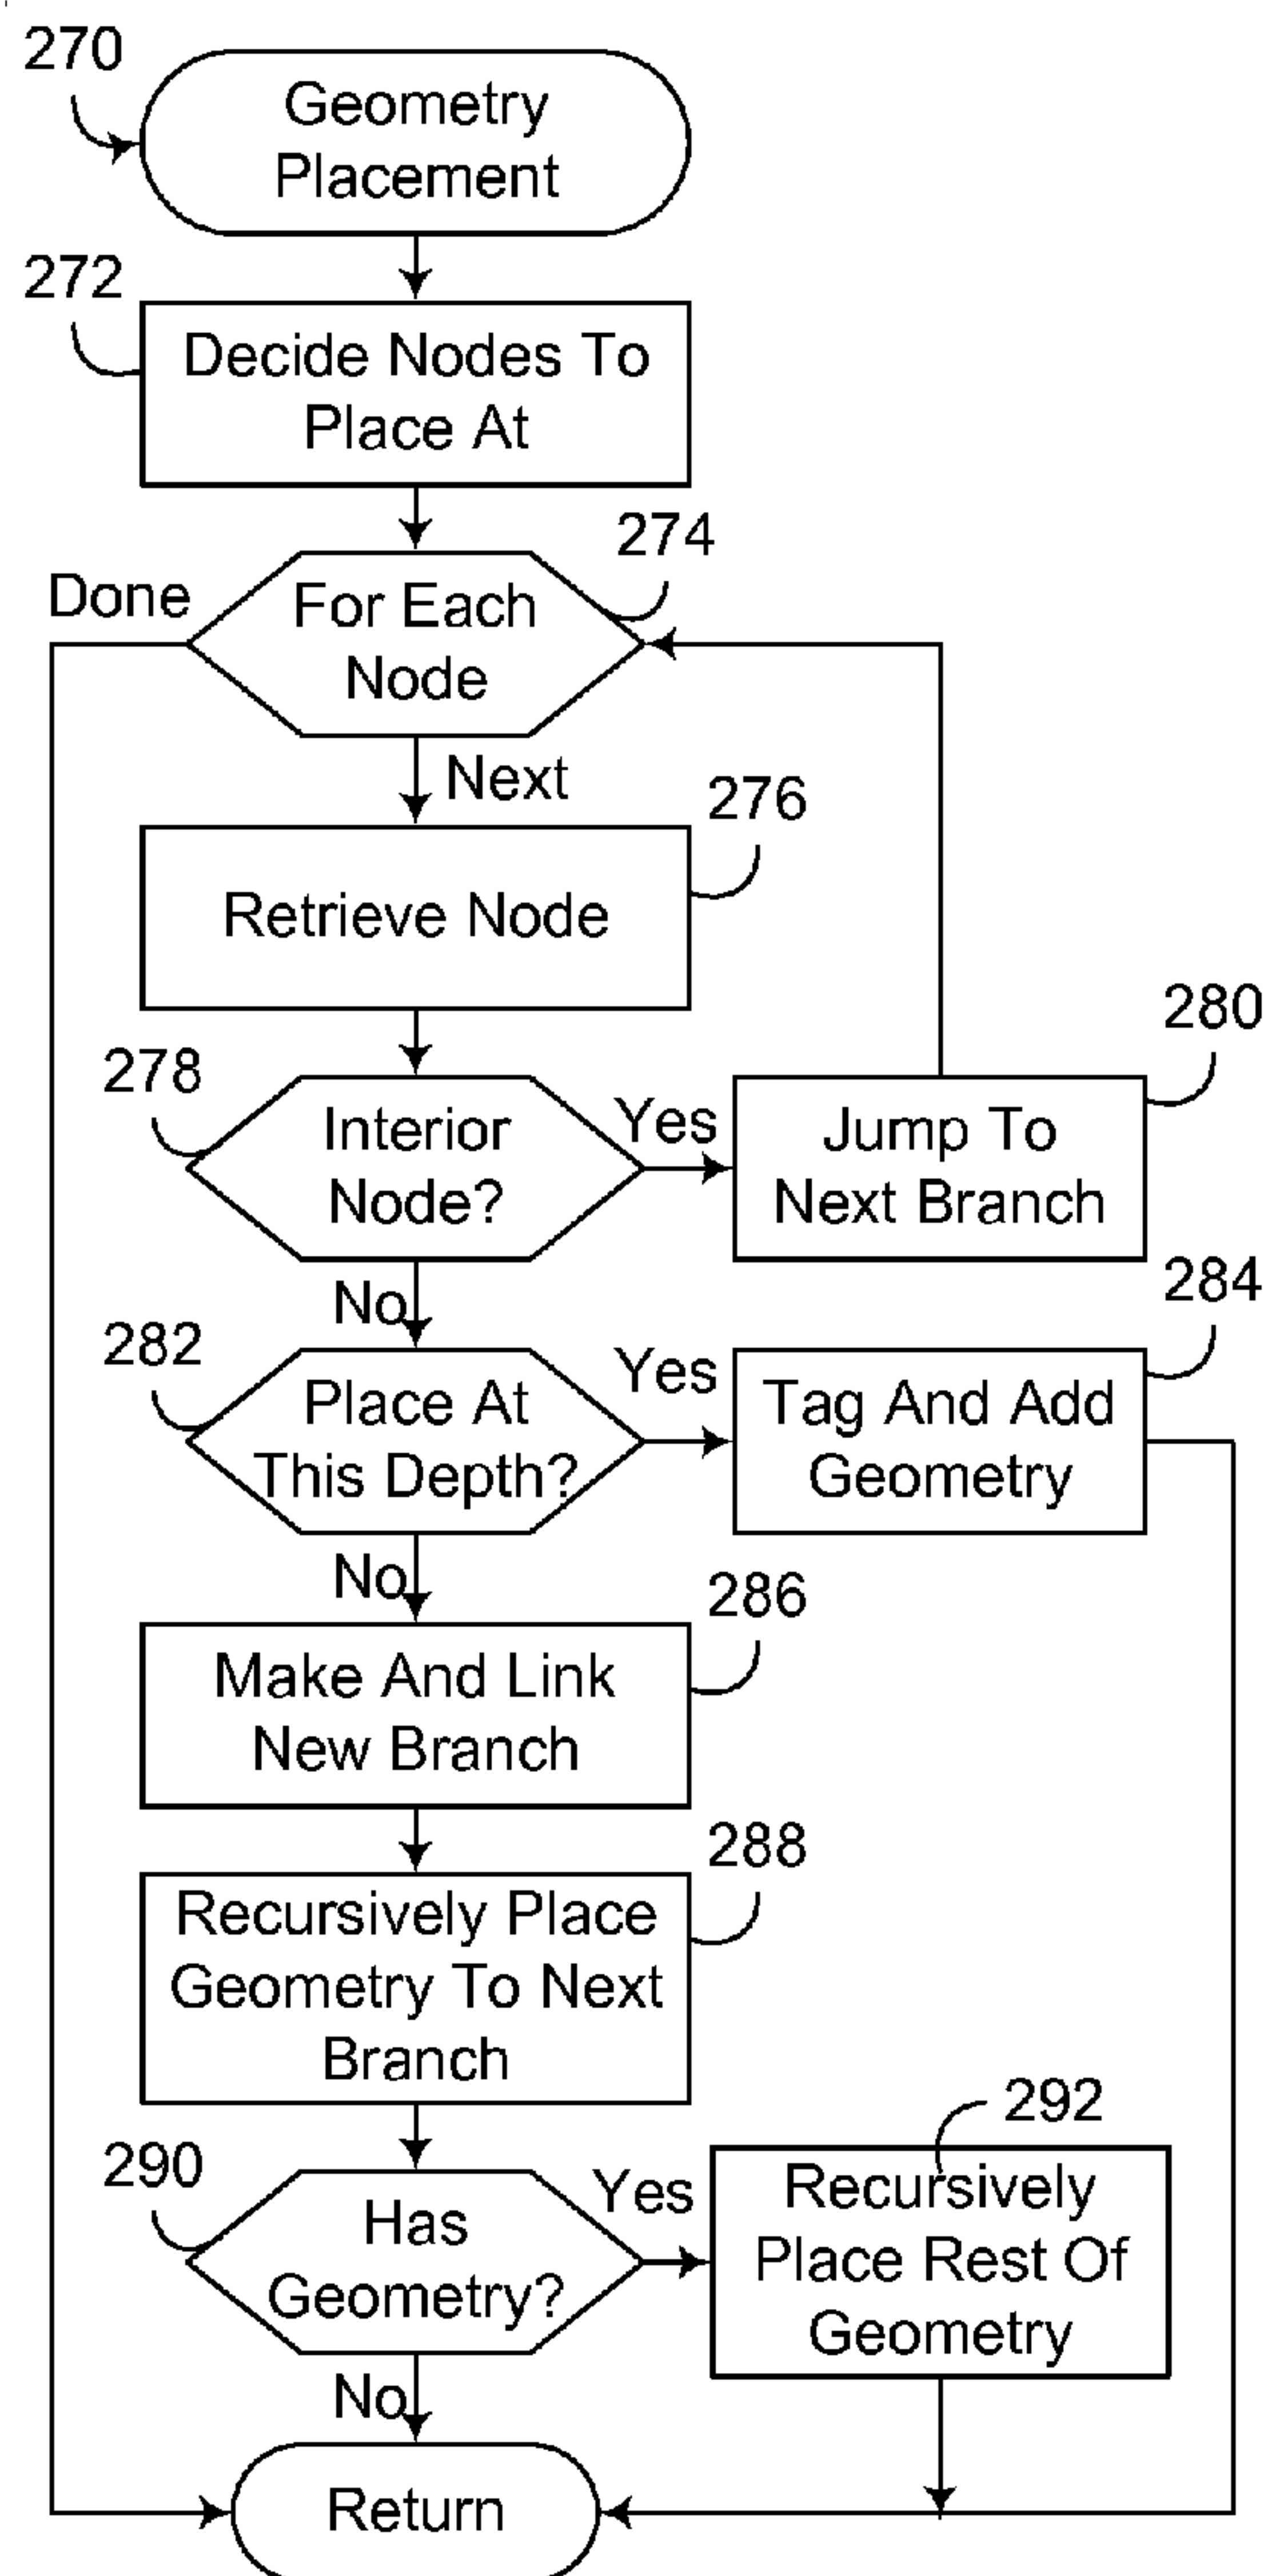 270
Geometry
Placement
272
Decide Nodes To
Place At
274
Done
For Each
Node
Next
276
Retrieve Node
280
278
Interior
Node?
Yes
Jump To
Next Branch
No
284
282
Place At
This Depth?
Yes
Tag And Add
Geometry
No
286
Make And Link
New Branch
288
Recursively Place
Geometry To Next
Branch
292
290
Has
Geometry?
Yes
Recursively
Place Rest Of
Geometry
No
Return